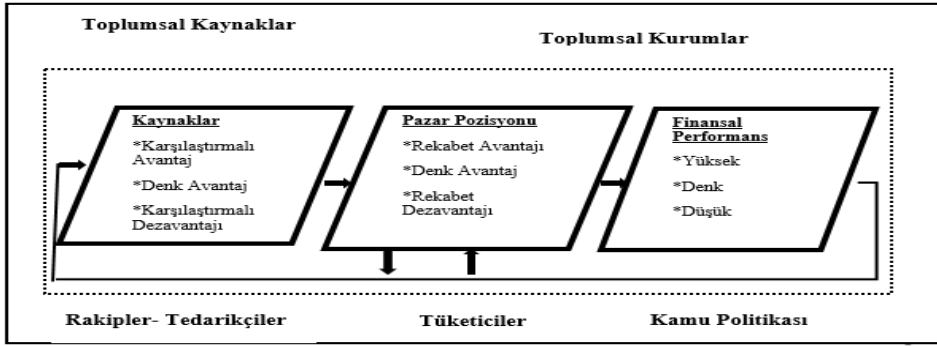 Toplumsal Kaynaklar
Toplumsal Kurumlar
Kaynaklar
*Karşılaştırmalı
Avantaj
*Denk Avantaj
*Karşılaştırmalı
Dezavantajı
Pazar Pozisyonu
*Rekabet Avantajı
*Denk Avantaj
*Rekabet
Dezavantajı
Finansal
Performans
*Yüksek
*Denk
*Düşük
Rakipler- Tedarikçiler
Tüketiciler
Kamu Politikası